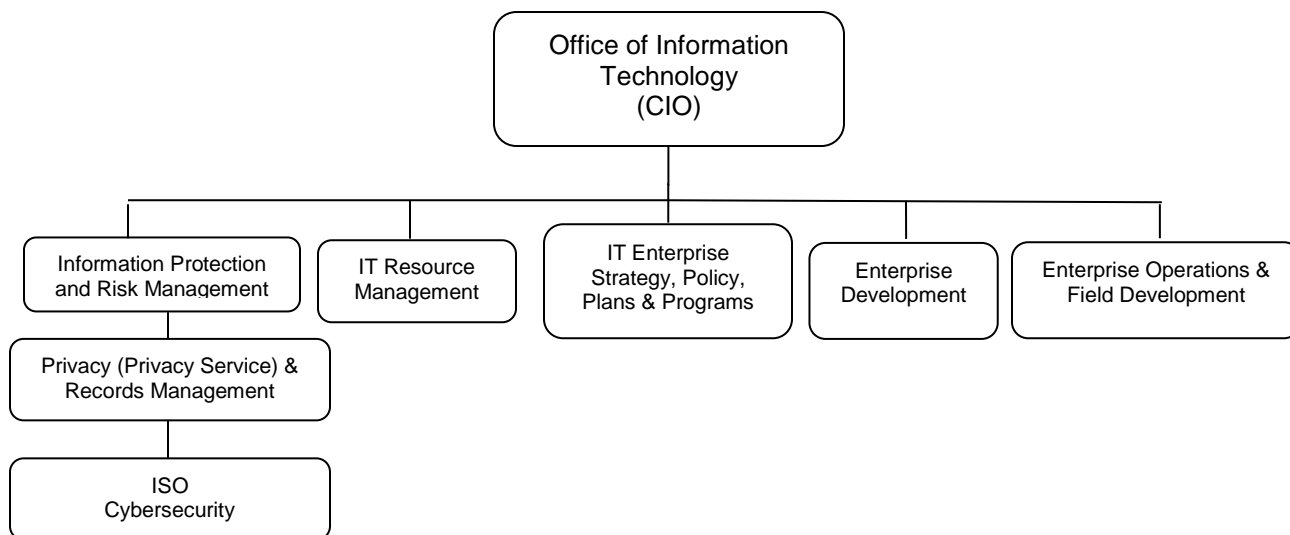 Office of Information
Technology
(CIO)
Information Protection
and Risk Management
IT Resource
Management
IT Enterprise
Strategy, Policy,
Plans & Programs
Enterprise
Development
Enterprise Operations &
Field Development
Privacy (Privacy Service) &
Records Management
ISO
Cybersecurity